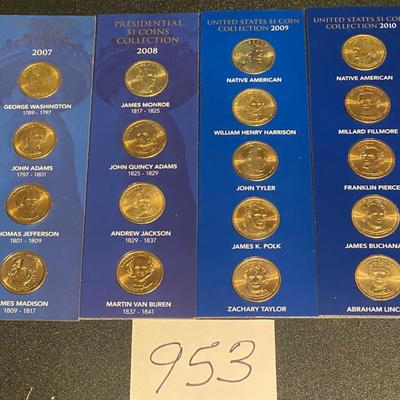 2007
GEORGE WASHINGTON
1789 - 1797
JOHN ADAMS
1797 - 1801
THOMAS JEFFERSON
1801 - 1809
JAMES MADISON
1809 - 1817
PRESIDENTIAL
$1 COINS
COLLECTION
2008
JAMES MONROE
1817 - 1825
JOHN QUINCY ADAMS
1825 - 1829
ANDREW JACKSON
1829 - 1837
MARTIN VAN BUREN
1837 - 1841
UNITED STATES $1 COIN
COLLECTION 2009
NATIVE AMERICAN
WILLIAM HENRY HARRISON
JOHN TYLER
JAMES K. POLK
ZACHARY TAYLOR
UNITED STATES $1 COI
COLLECTION 2010
NATIVE AMERICAN
MILLARD FILLMORE
FRANKLIN PIERCE
JAMES BUCHANA
ABRAHAM LINC
953